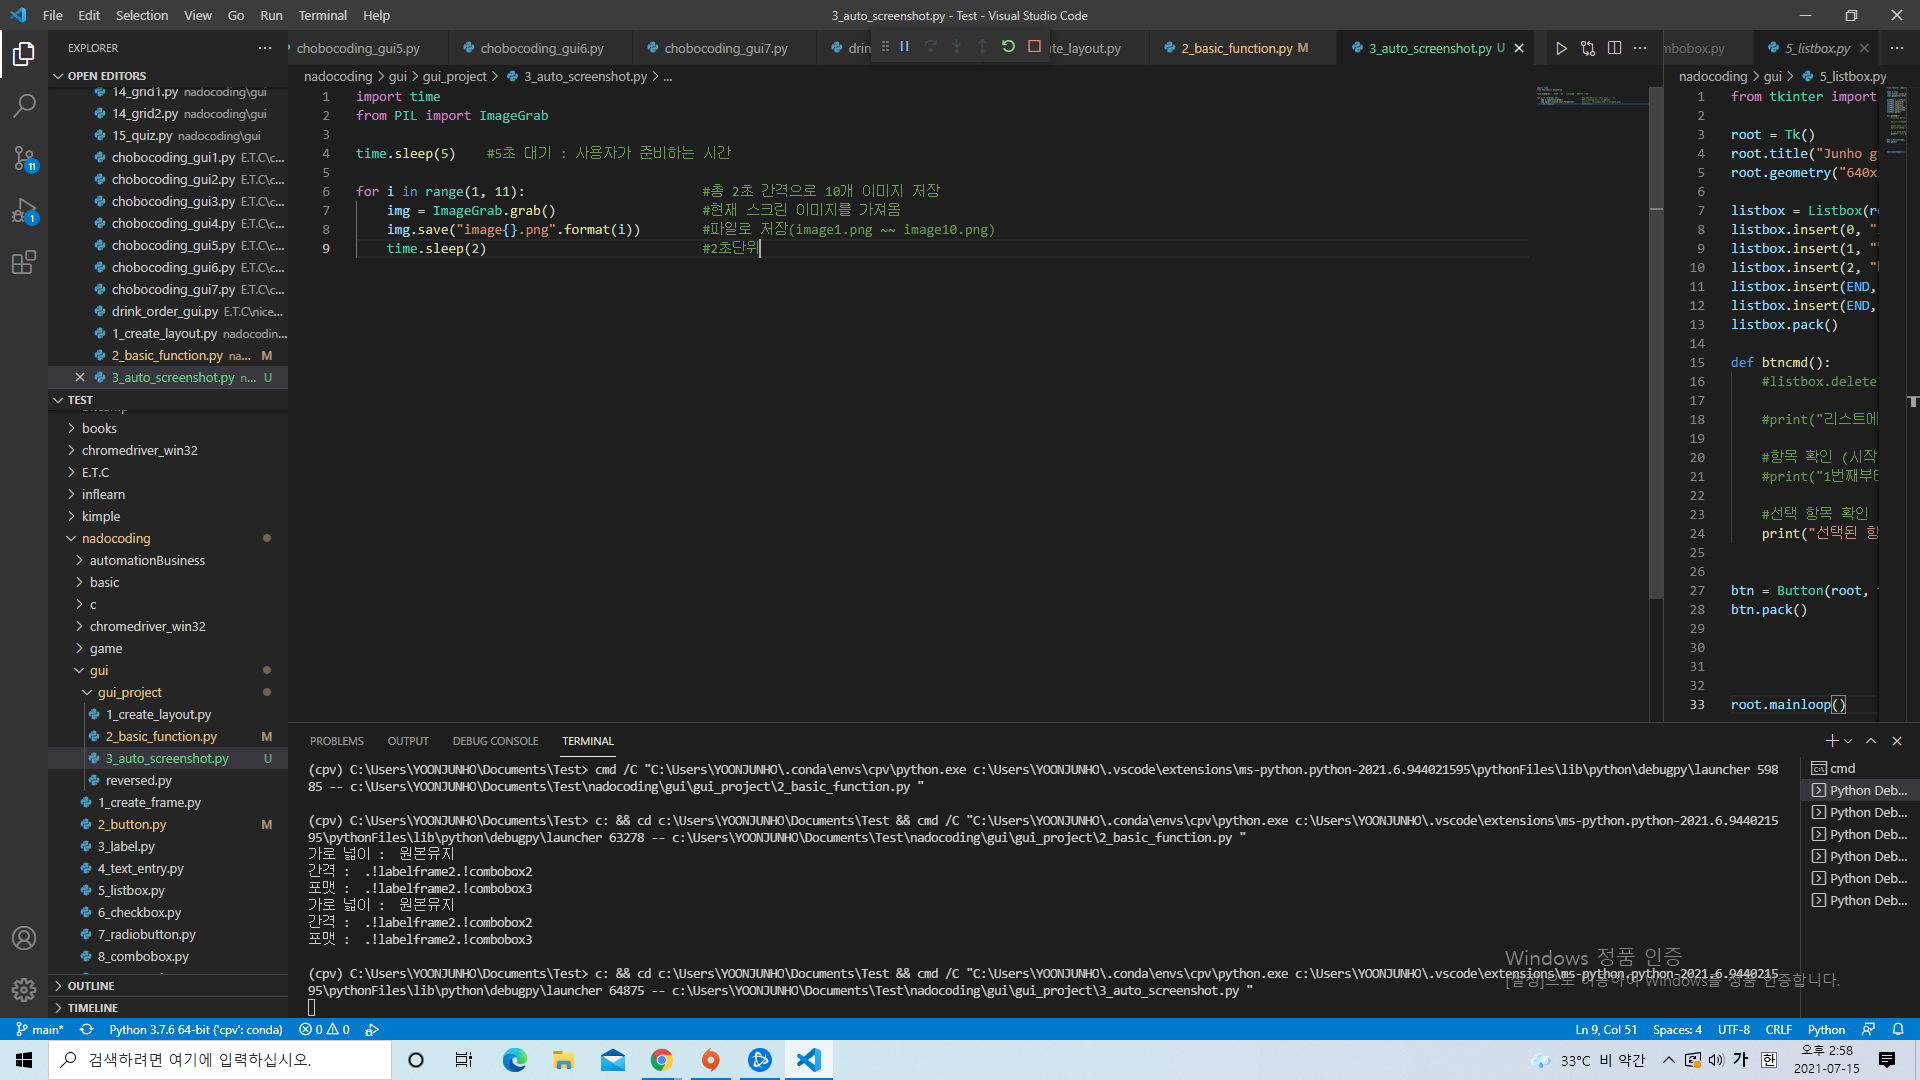 File Edit Selection View Go Run Terminal Help
3_auto_screenshot.py - Test - Visual Studio Code
EXPLORER
OPEN EDITORS
14_grid1.py nadocoding\gui
14_grid2.py nadocoding\gui
15_quiz.py nadocoding\gui
chobocoding_gui1.py E.T.C\c...
chobocoding_gui2.py E.T.C\c...
chobocoding_gui3.py E.T.C\c...
chobocoding_gui4.py E.T.C\c...
chobocoding_gui5.py E.T.C\c...
chobocoding_gui6.py E.T.C\c...
chobocoding_gui7.py E.T.C\c...
drink_order_gui.py E.T.C\nice...
1_create_layout.py nadocodin...
2_basic_function.py na... M
3_auto_screenshot.py n... U
TEST
books
chromedriver_win32
E.T.C
inflearn
kimple
nadocoding
automationBusiness
basic
c
chromedriver_win32
game
gui
gui_project
1_create_layout.py
2_basic_function.py M
3_auto_screenshot.py U
reversed.py
1_create_frame.py
2_button.py M
3_label.py
4_text_entry.py
5_listbox.py
6_checkbox.py
7_radiobutton.py
8_combobox.py
OUTLINE
TIMELINE
11
1
chobocoding_gui5.py chobocoding_gui6.py chobocoding_gui7.py drin te_layout.py 2_basic_function.py M 3_auto_screenshot.py U
nadocoding > gui > gui_project > 3_auto_screenshot.py > ...
1 import time
2 from PIL import ImageGrab
3
4 time.sleep(5) #5초 대기 : 사용자가 준비하는 시간
5
6 for i in range(1, 11): #총 2초 간격으로 10개 이미지 저장
7 img = ImageGrab.grab() #현재 스크린 이미지를 가져옴
8 img.save("image{}.png".format(i)) #파일로 저장(image1.png ~~ image10.png)
9 time.sleep(2) #2초단위
mbobox.py 5_listbox.py
nadocoding > gui > 5_listbox.py
1 from tkinter import
2
3 root = Tk()
4 root.title("Junho g
5 root.geometry("640x
6
7 listbox = Listbox(r
8 listbox.insert(0, "
9 listbox.insert(1, "
10 listbox.insert(2, "
11 listbox.insert(END,
12 listbox.insert(END,
13 listbox.pack()
14
15 def btncmd():
16 #listbox.delete
17
18 #print("리스트에
19
20 #항목 확인 (시작
21 #print("1번째부터
22
23 #선택 항목 확인
24 print("선택된 항
25
26
27 btn = Button(root,
28 btn.pack()
29
30
31
32
33 root.mainloop()
PROBLEMS OUTPUT DEBUG CONSOLE TERMINAL
(cpv) C:\Users\YOONJUNHO\Documents\Test> cmd /C "C:\Users\YOONJUNHO\.conda\envs\cpv\python.exe c:\Users\YOONJUNHO\.vscode\extensions\ms-python.python-2021.6.944021595\pythonFiles\lib\python\debugpy\launcher 598
85 -- c:\Users\YOONJUNHO\Documents\Test\nadocoding\gui\gui_project\2_basic_function.py "
(cpv) C:\Users\YOONJUNHO\Documents\Test> c: && cd c:\Users\YOONJUNHO\Documents\Test && cmd /C "C:\Users\YOONJUNHO\.conda\envs\cpv\python.exe c:\Users\YOONJUNHO\.vscode\extensions\ms-python.python-2021.6.9440215
95\pythonFiles\lib\python\debugpy\launcher 63278 -- c:\Users\YOONJUNHO\Documents\Test\nadocoding\gui\gui_project\2_basic_function.py "
가로 넓이 : 원본유지
간격 : .!labelframe2.!combobox2
포맷 : .!labelframe2.!combobox3
가로 넓이 : 원본유지
간격 : .!labelframe2.!combobox2
포맷 : .!labelframe2.!combobox3
(cpv) C:\Users\YOONJUNHO\Documents\Test> c: && cd c:\Users\YOONJUNHO\Documents\Test && cmd /C "C:\Users\YOONJUNHO\.conda\envs\cpv\python.exe c:\Users\YOONJUNHO\.vscode\extensions\ms-python.python-2021.6.9440215
95\pythonFiles\lib\python\debugpy\launcher 64875 -- c:\Users\YOONJUNHO\Documents\Test\nadocoding\gui\gui_project\3_auto_screenshot.py "
cmd
Python Deb...
Python Deb...
Python Deb...
Python Deb...
Python Deb...
Python Deb...
Windows 정품 인증
[설정]으로 이동하여 Windows를 정품 인증합니다.
main* Python 3.7.6 64-bit ('cpv': conda) 0 0
Ln 9, Col 51 Spaces: 4 UTF-8 CRLF Python
검색하려면 여기에 입력하십시오.
33°C 비 약간
가 한
오후 2:58
2021-07-15